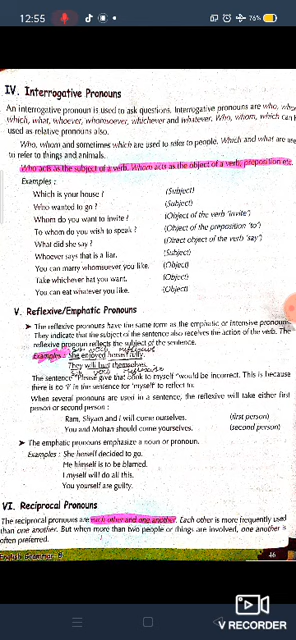 12:55
76%
IV. Interrogative Pronouns
An interrogative pronoun is used to ask questions. Interrogative pronouns are who,
which, what, whoever, whomsoever, whichever and whatever. Who, whom, which can
used as relative pronouns also.
Who, whom and sometimes which are used to refer to people. Which and what are
to refer to things and animals.
Who acts as the subject of a verb. Whom acts as the object of a verb, preposition etc.
Examples :
Which is your house ? (Subject)
Who wanted to go ? (Subject)
Whom do you want to invite ? (Object of the verb 'invite')
To whom do you wish to speak ? (Object of the preposition 'to')
What did she say ? (Direct object of the verb 'say')
Whoever says that is a liar. (Subject)
You can marry whomsoever you like. (Object)
Take whichever hat you want. (Object)
You can eat whatever you like. (Object)
V. Reflexive/Emphatic Pronouns
➤ The reflexive pronouns have the same form as the emphatic or intensive pronouns.
They indicate that the subject of the sentence also receives the action of the verb. The
reflexive pronoun reflects the subject of the sentence.
Examples : She enjoyed herself fully.
They will hurt themselves.
The sentence 'Please give that book to myself' would be incorrect. This is because
there is no 'I' in the sentence for 'myself' to reflect to.
When several pronouns are used in a sentence, the reflexive will take either first
person or second person :
Ram, Shyam and I will come ourselves. (first person)
You and Mohan should come yourselves. (second person)
➤ The emphatic pronouns emphasize a noun or pronoun.
Examples : She herself decided to go.
He himself is to be blamed.
I myself will do all this.
You yourself are guilty.
VI. Reciprocal Pronouns
The reciprocal pronouns are each other and one another. Each other is more frequently used
than one another. But when more than two people or things are involved, one another is
often preferred.
English Grammar-8
46
V RECORDER